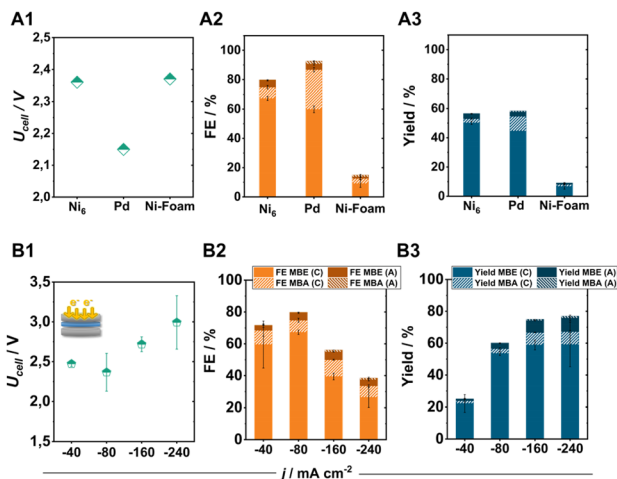 A1
A2
A3
2,4
2,3
2,2
2,1
2,0
U_cell / V
Ni₆ Pd Ni-Foam
100
80
60
40
20
0
FE / %
Ni₆ Pd Ni-Foam
100
80
60
40
20
0
Yield / %
Ni₆ Pd Ni-Foam
B1
B2
B3
3,5
3,0
2,5
2,0
1,5
U_cell / V
e⁻ e⁻
-40 -80 -160 -240
FE MBE (C) FE MBE (A)
FE MBA (C) FE MBA (A)
100
80
60
40
20
0
FE / %
-40 -80 -160 -240
Yield MBE (C) Yield MBE (A)
Yield MBA (C) Yield MBA (A)
100
80
60
40
20
0
Yield / %
-40 -80 -160 -240
j / mA cm⁻²